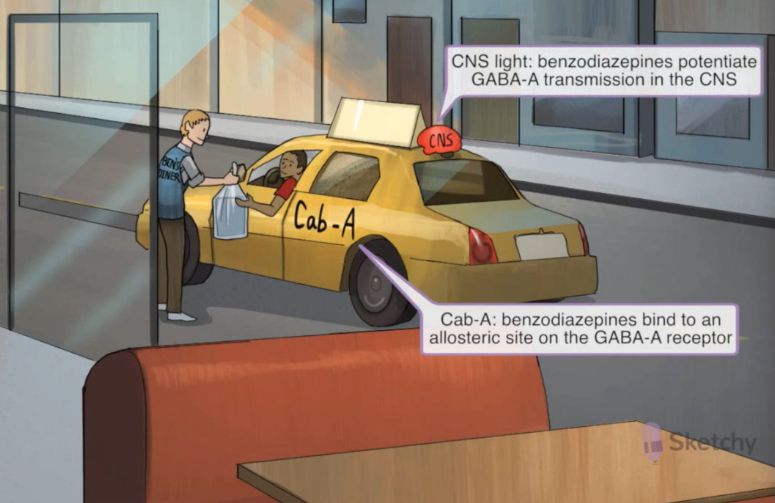 CNS light: benzodiazepines potentiate
GABA-A transmission in the CNS
CNS
BEN'S
DINER
Cab-A
Cab-A: benzodiazepines bind to an
allosteric site on the GABA-A receptor
Sketchy